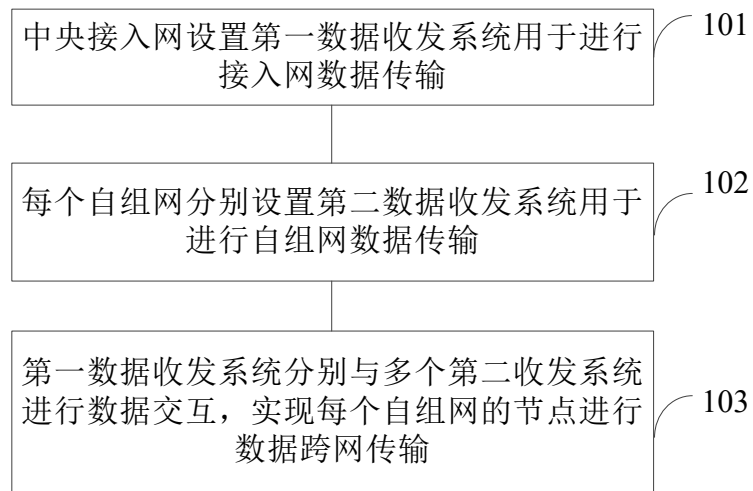 中央接入网设置第一数据收发系统用于进行
接入网数据传输
101
每个自组网分别设置第二数据收发系统用于
进行自组网数据传输
102
第一数据收发系统分别与多个第二收发系统
进行数据交互，实现每个自组网的节点进行
数据跨网传输
103